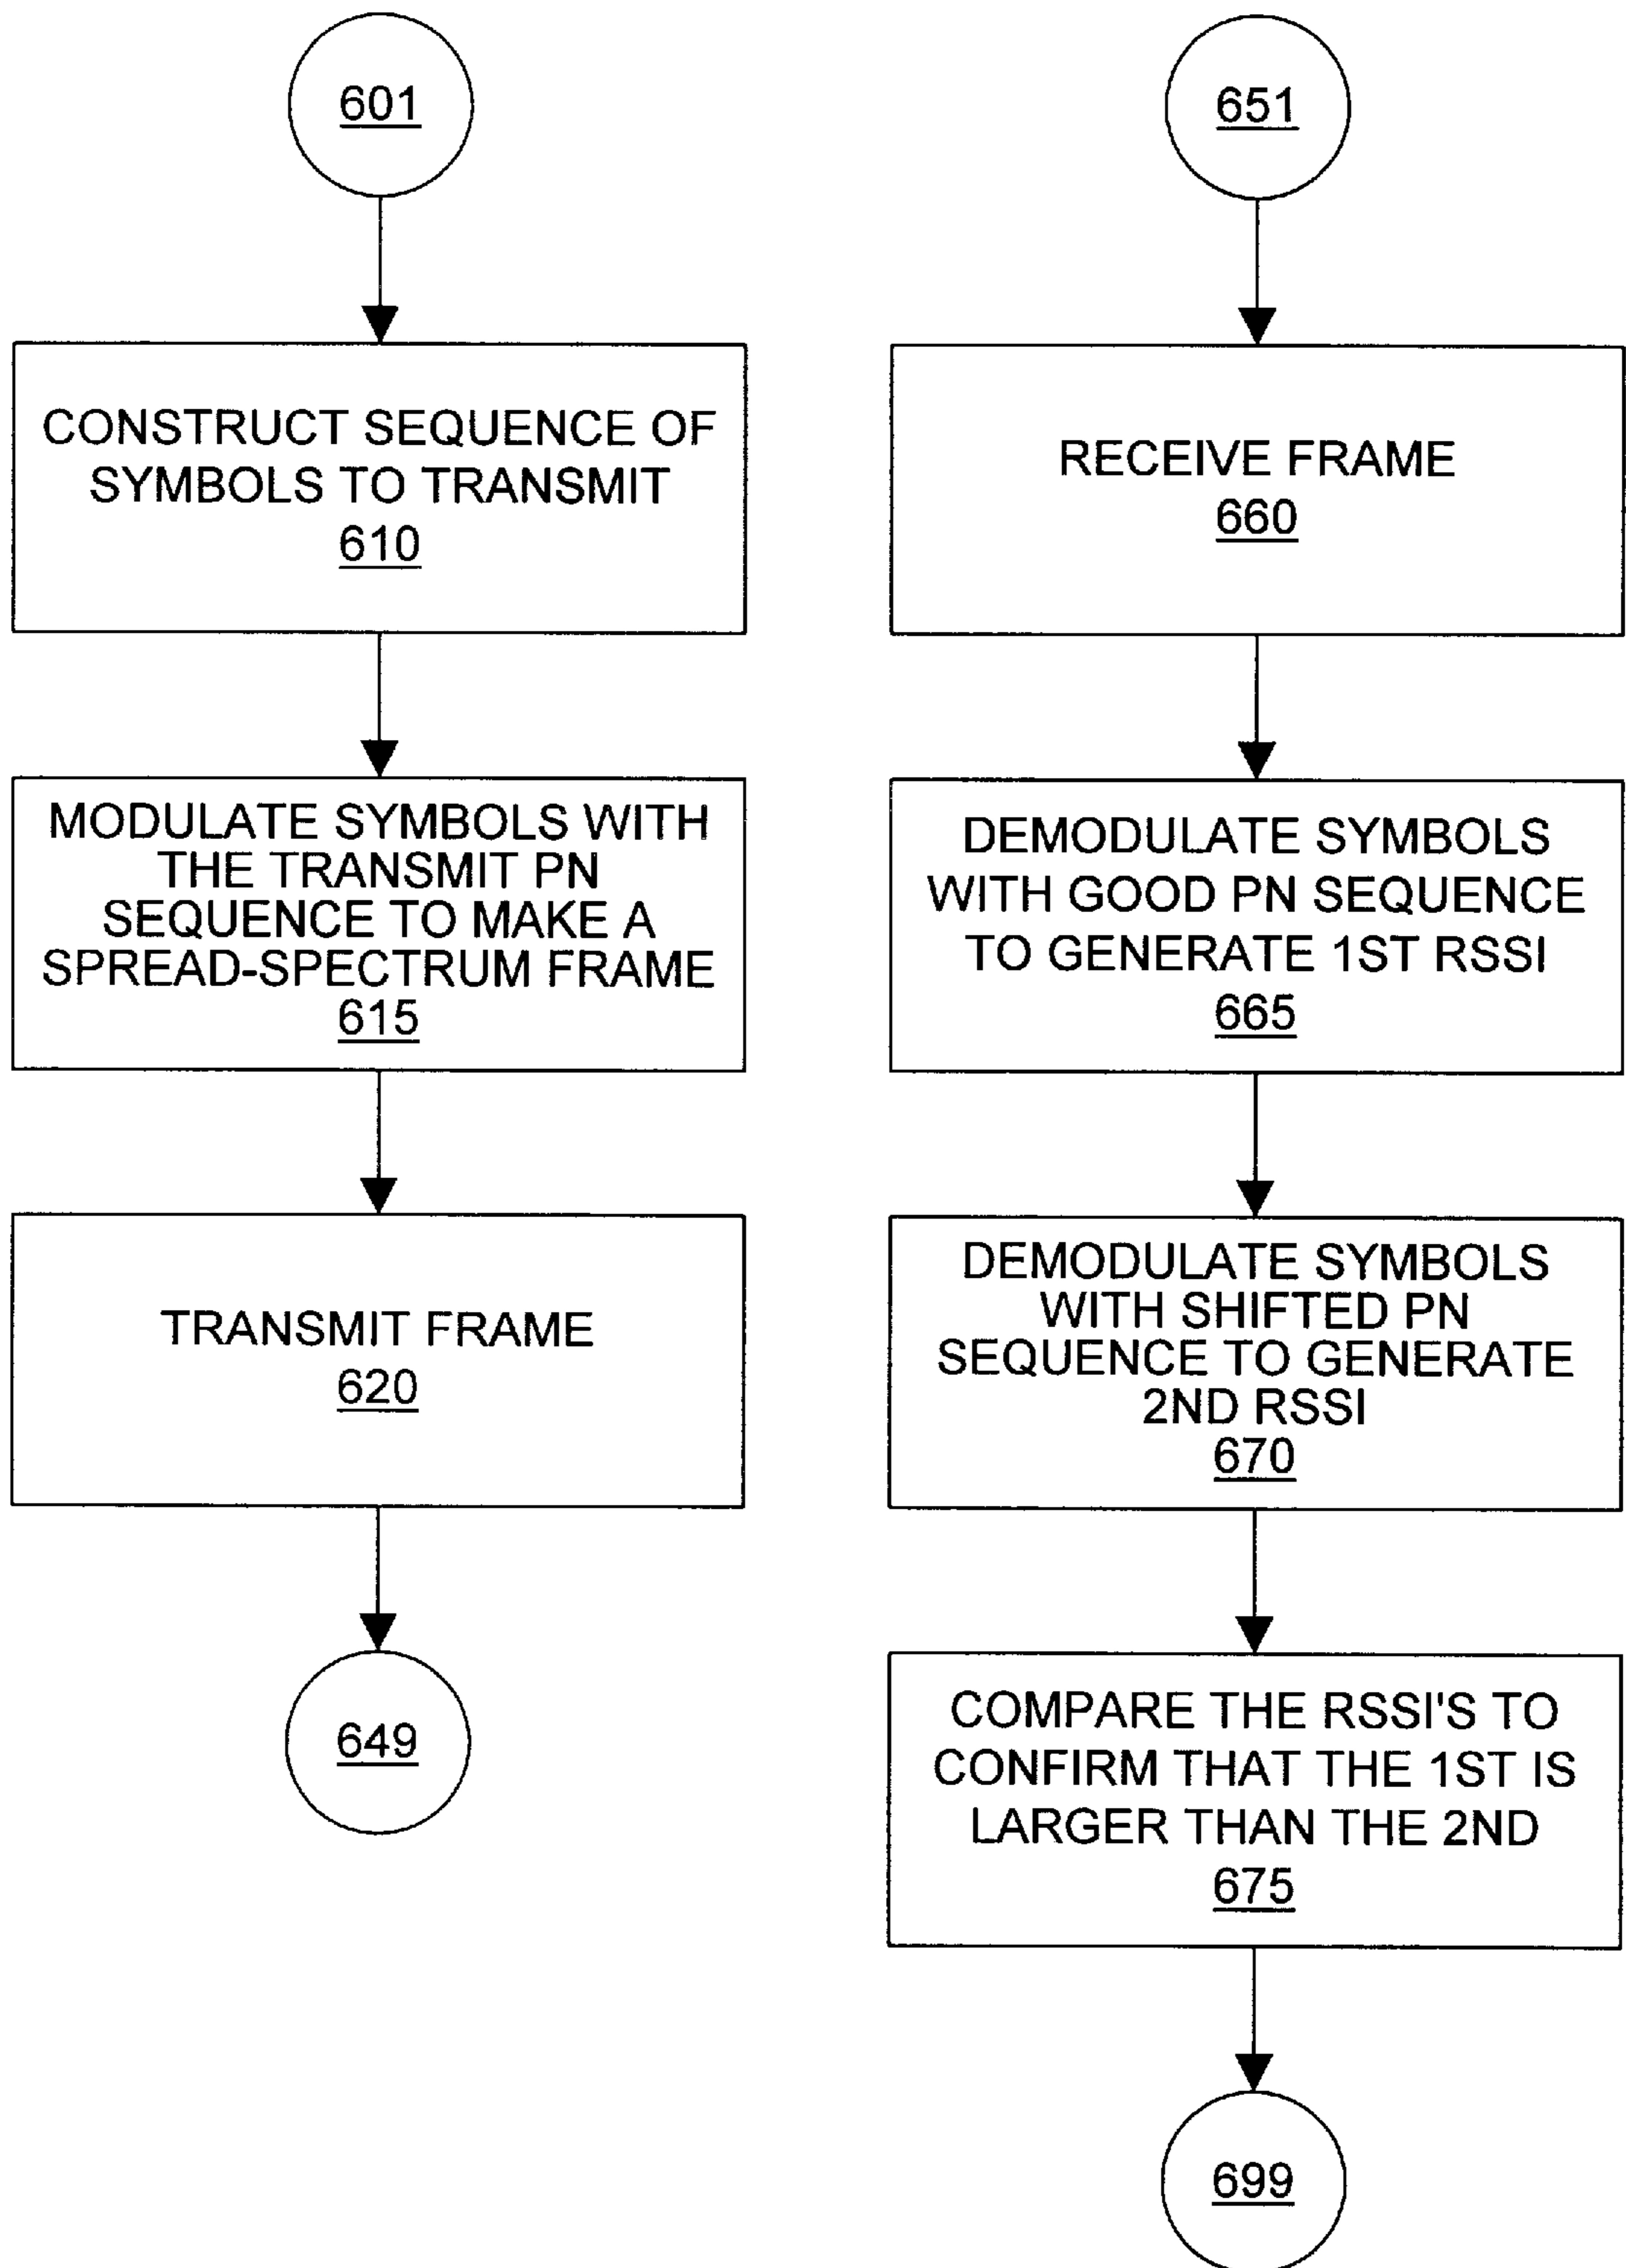 601
CONSTRUCT SEQUENCE OF
SYMBOLS TO TRANSMIT
610
MODULATE SYMBOLS WITH
THE TRANSMIT PN
SEQUENCE TO MAKE A
SPREAD-SPECTRUM FRAME
615
TRANSMIT FRAME
620
649
651
RECEIVE FRAME
660
DEMODULATE SYMBOLS
WITH GOOD PN SEQUENCE
TO GENERATE 1ST RSSI
665
DEMODULATE SYMBOLS
WITH SHIFTED PN
SEQUENCE TO GENERATE
2ND RSSI
670
COMPARE THE RSSI'S TO
CONFIRM THAT THE 1ST IS
LARGER THAN THE 2ND
675
699